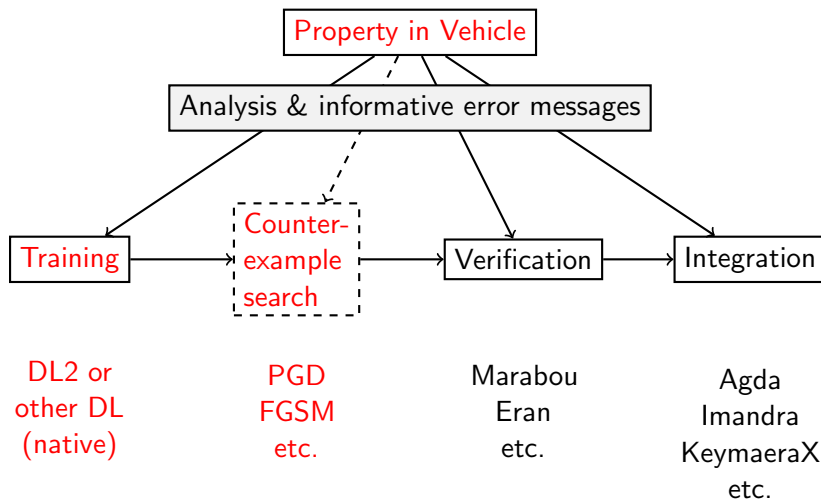 Property in Vehicle
Analysis & informative error messages
Training
Counter-
example
search
Verification
Integration
DL2 or
other DL
(native)
PGD
FGSM
etc.
Marabou
Eran
etc.
Agda
Imandra
KeymaeraX
etc.